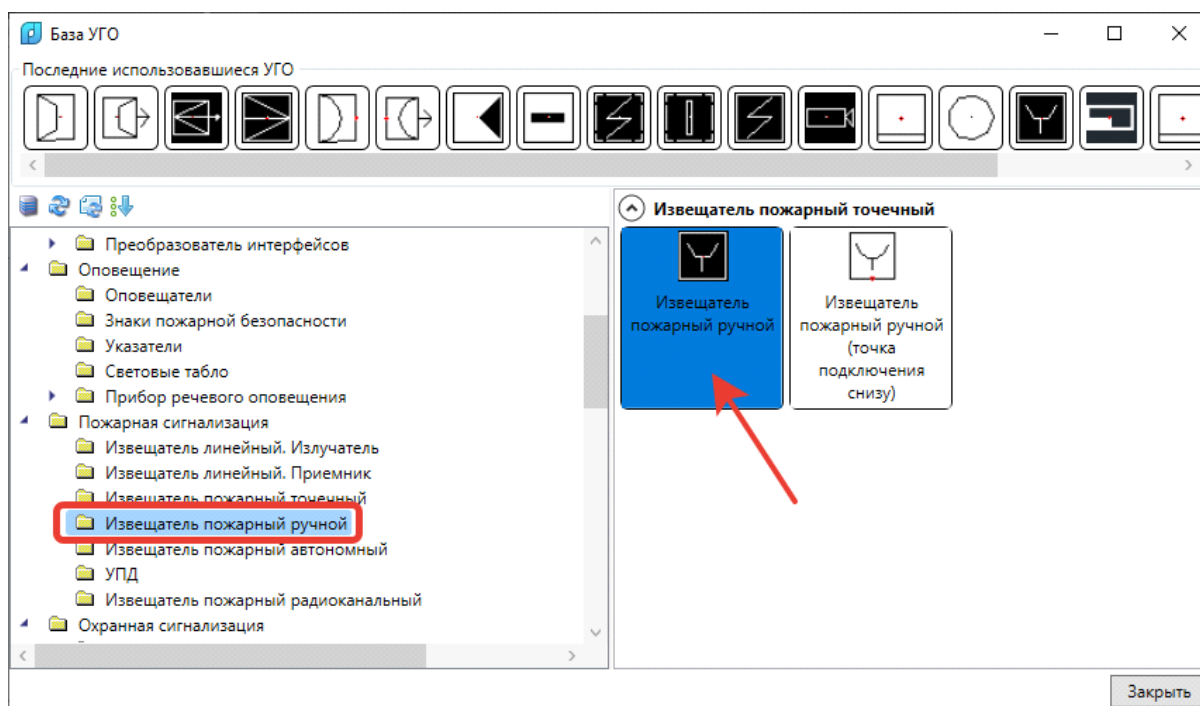 База УГО
Последние использовавшиеся УГО
Преобразователь интерфейсов
Оповещение
Оповещатели
Знаки пожарной безопасности
Указатели
Световые табло
Прибор речевого оповещения
Пожарная сигнализация
Извещатель линейный. Излучатель
Извещатель линейный. Приемник
Извещатель пожарный точечный
Извещатель пожарный ручной
Извещатель пожарный автономный
УПД
Извещатель пожарный радиоканальный
Охранная сигнализация
Извещатель пожарный точечный
Извещатель
пожарный ручной
Извещатель
пожарный ручной
(точка
подключения
снизу)
Закрыть